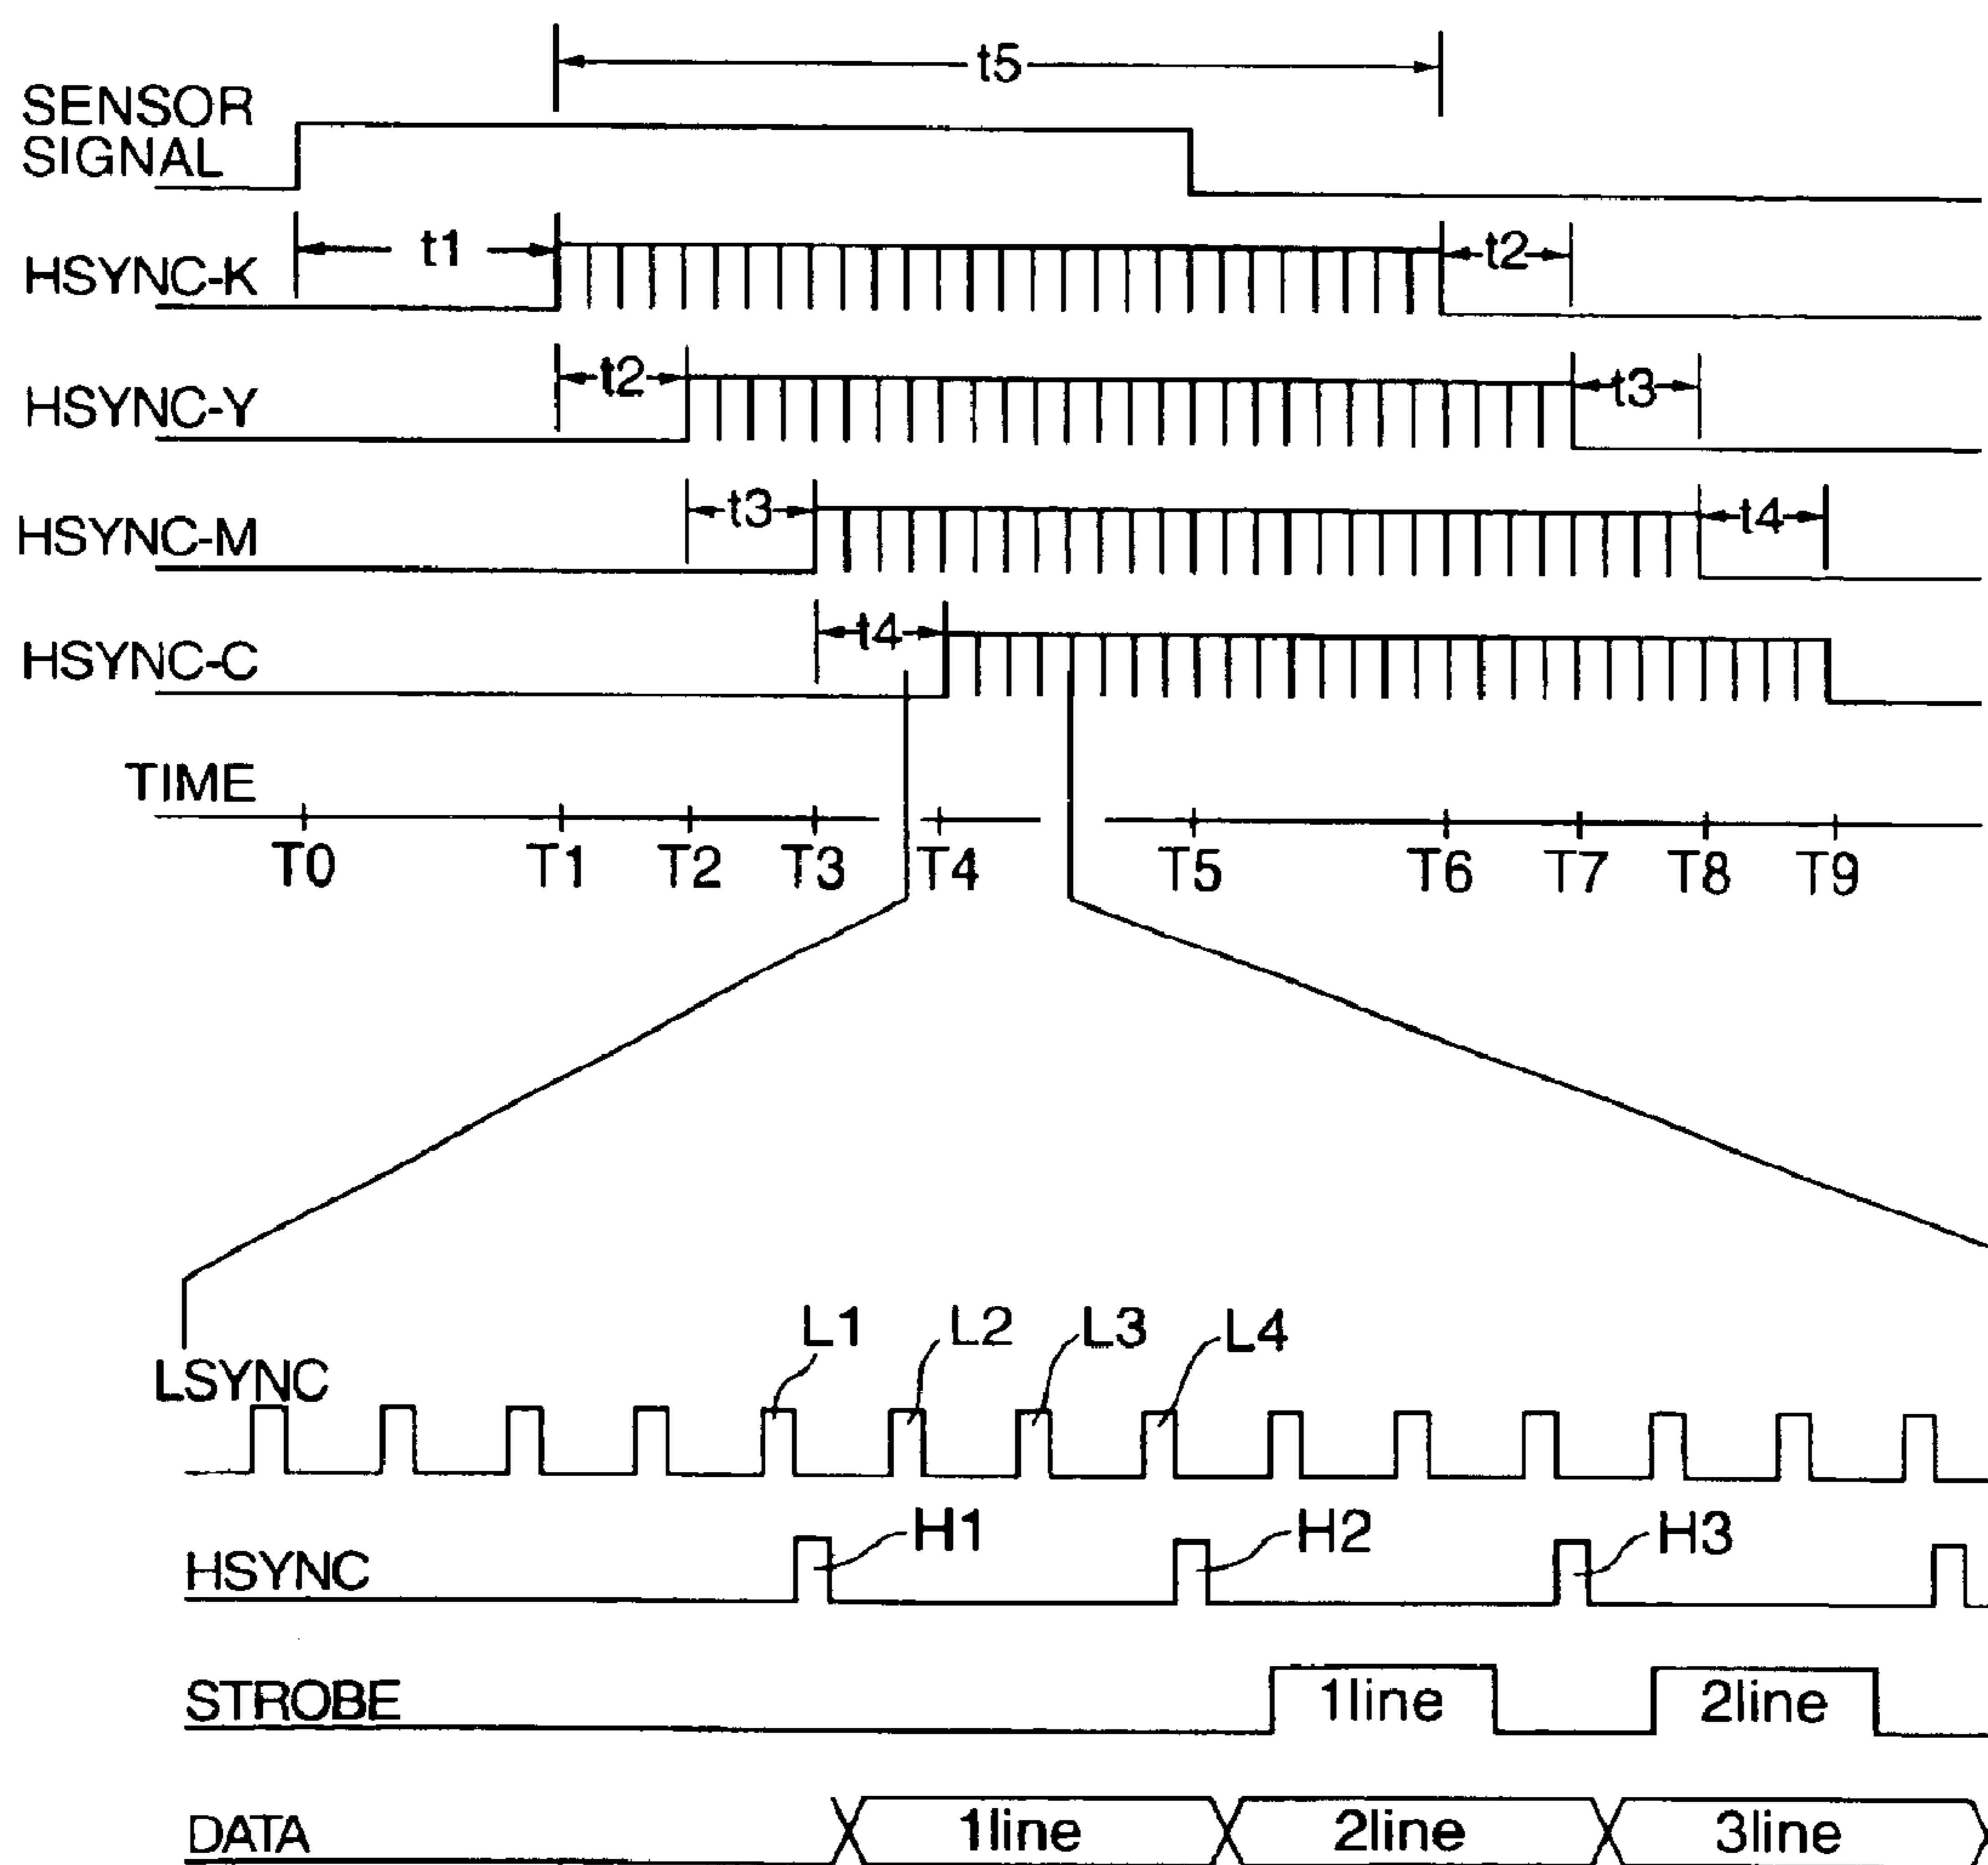 t5
SENSOR
SIGNAL
t1
t2
HSYNC-K
t2
t3
HSYNC-Y
t3
t4
HSYNC-M
t4
HSYNC-C
TIME
T0 T1 T2 T3 T4 T5 T6 T7 T8 T9
L1 L2 L3 L4
LSYNC
H1 H2 H3
HSYNC
STROBE 1line 2line
DATA 1line 2line 3line